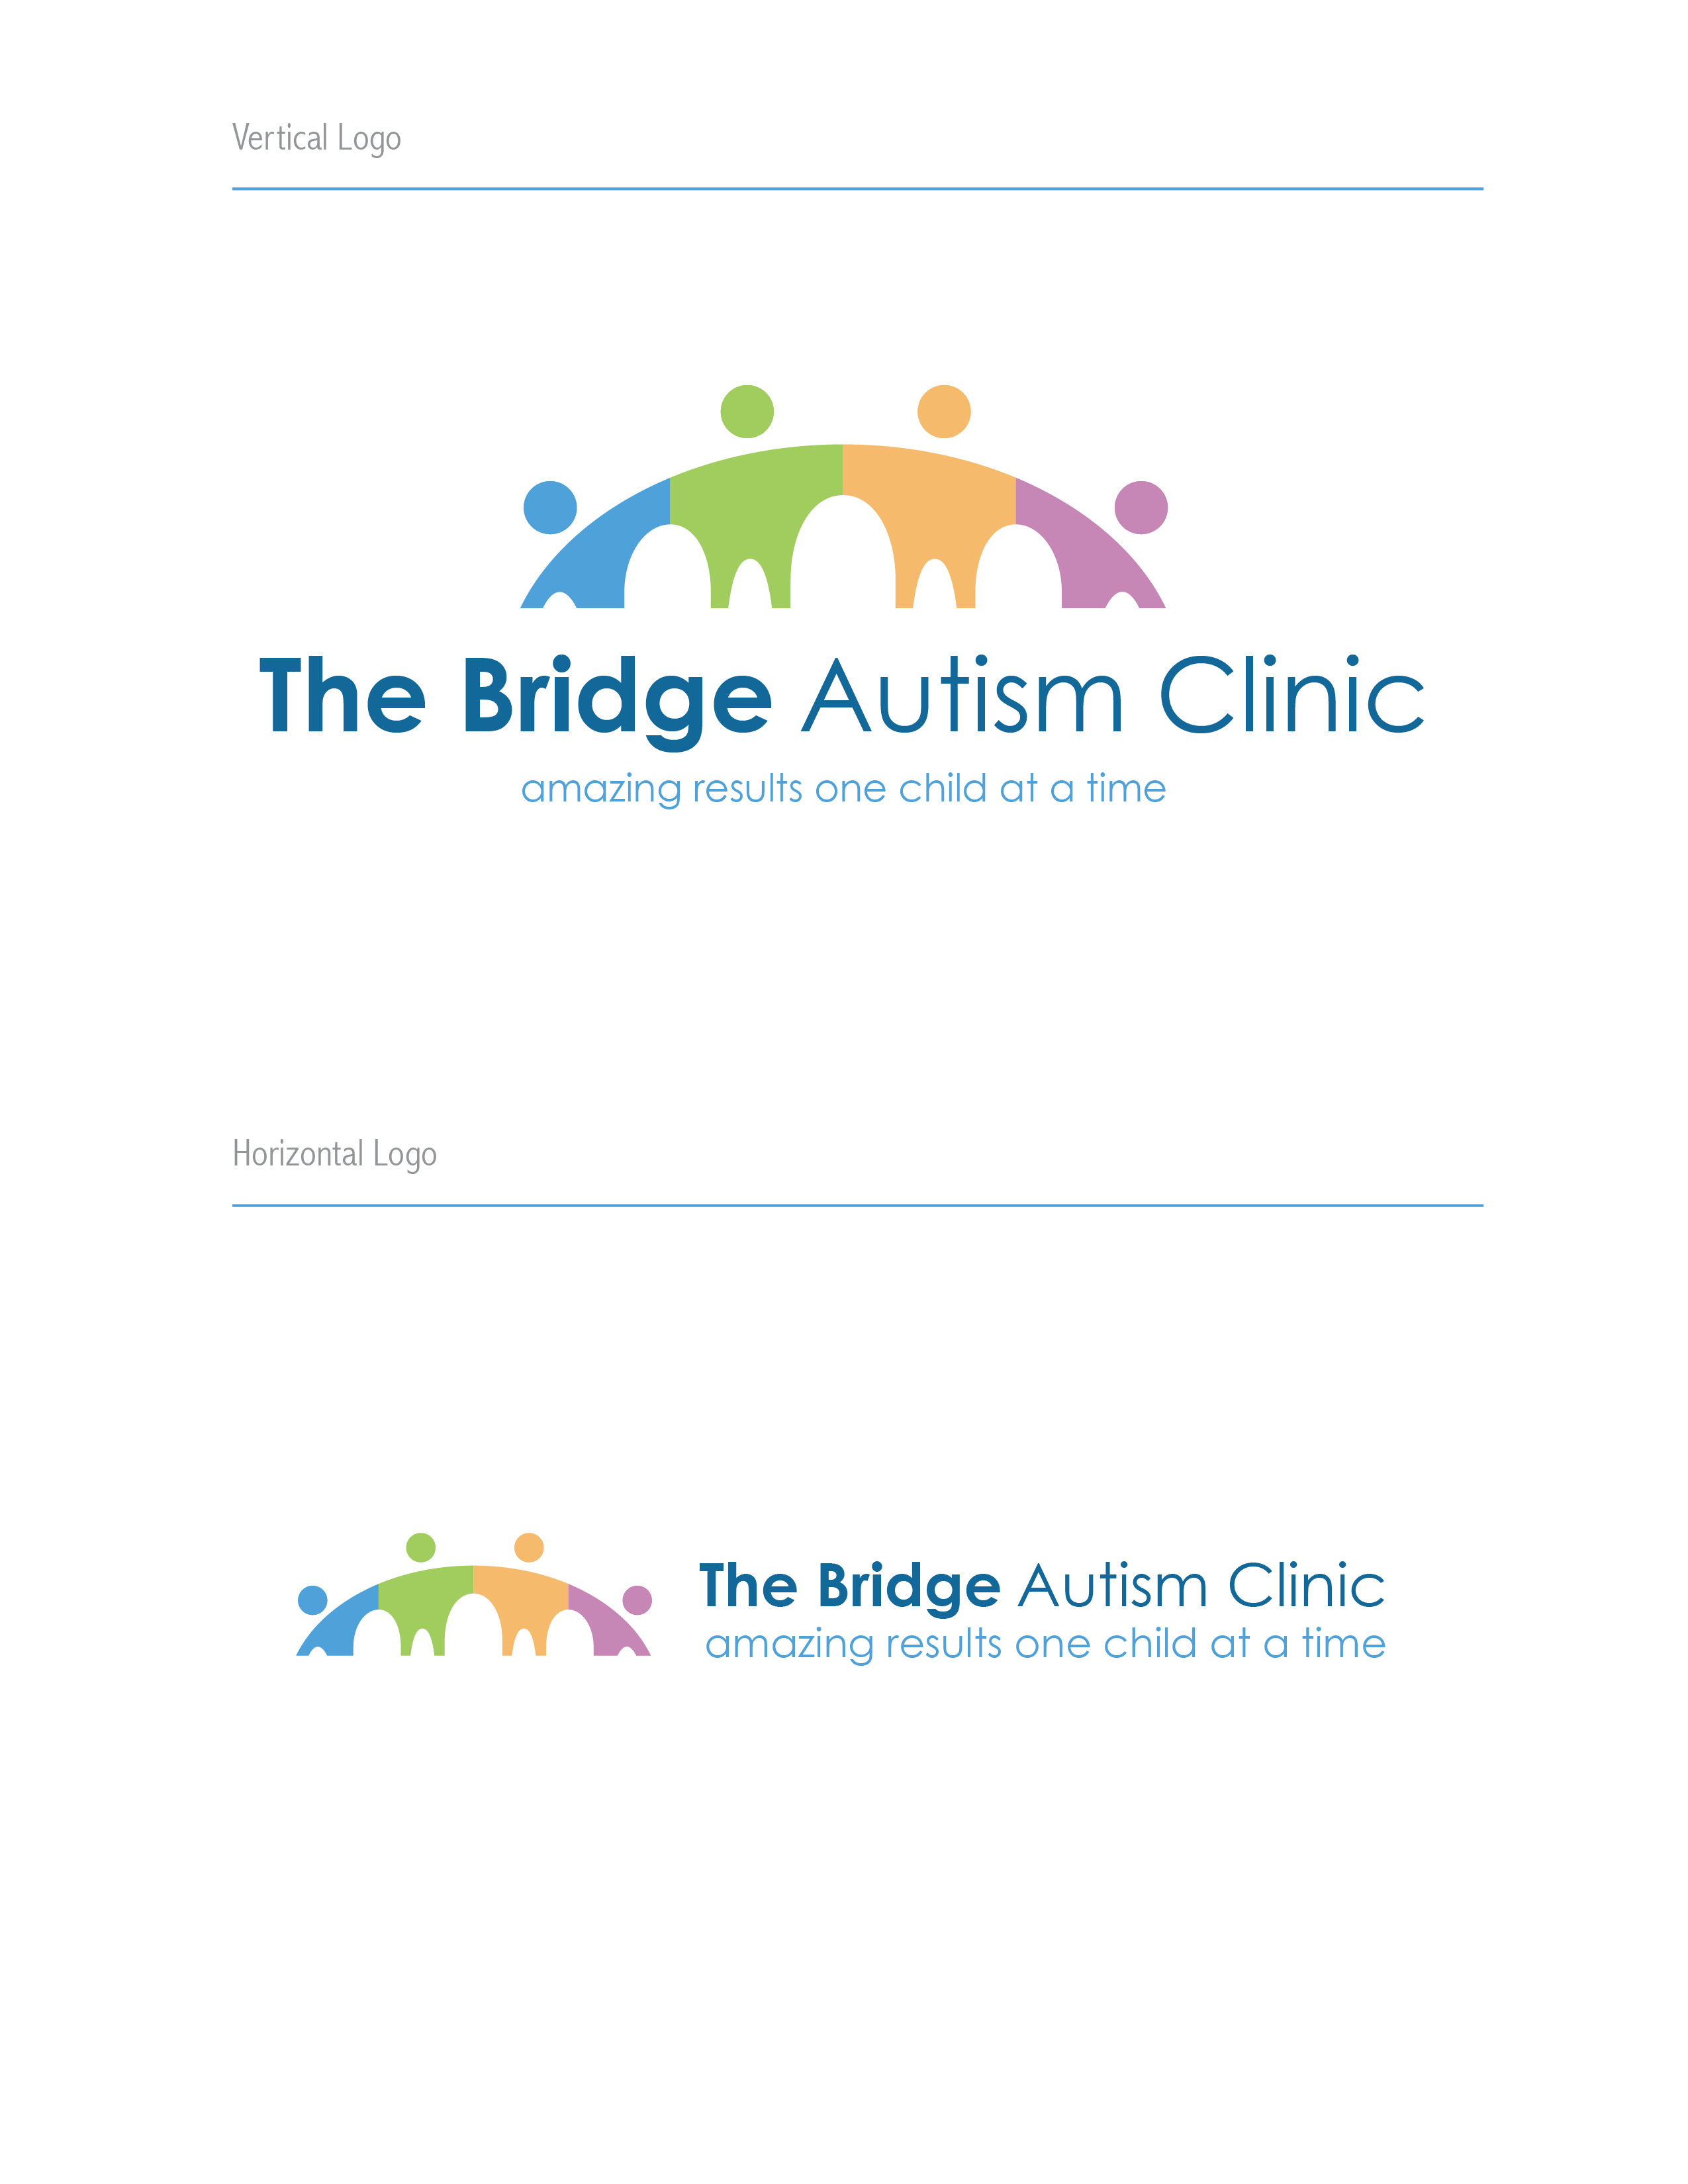 Vertical Logo
The Bridge Autism Clinic
amazing results one child at a time
Horizontal Logo
The Bridge Autism Clinic
amazing results one child at a time